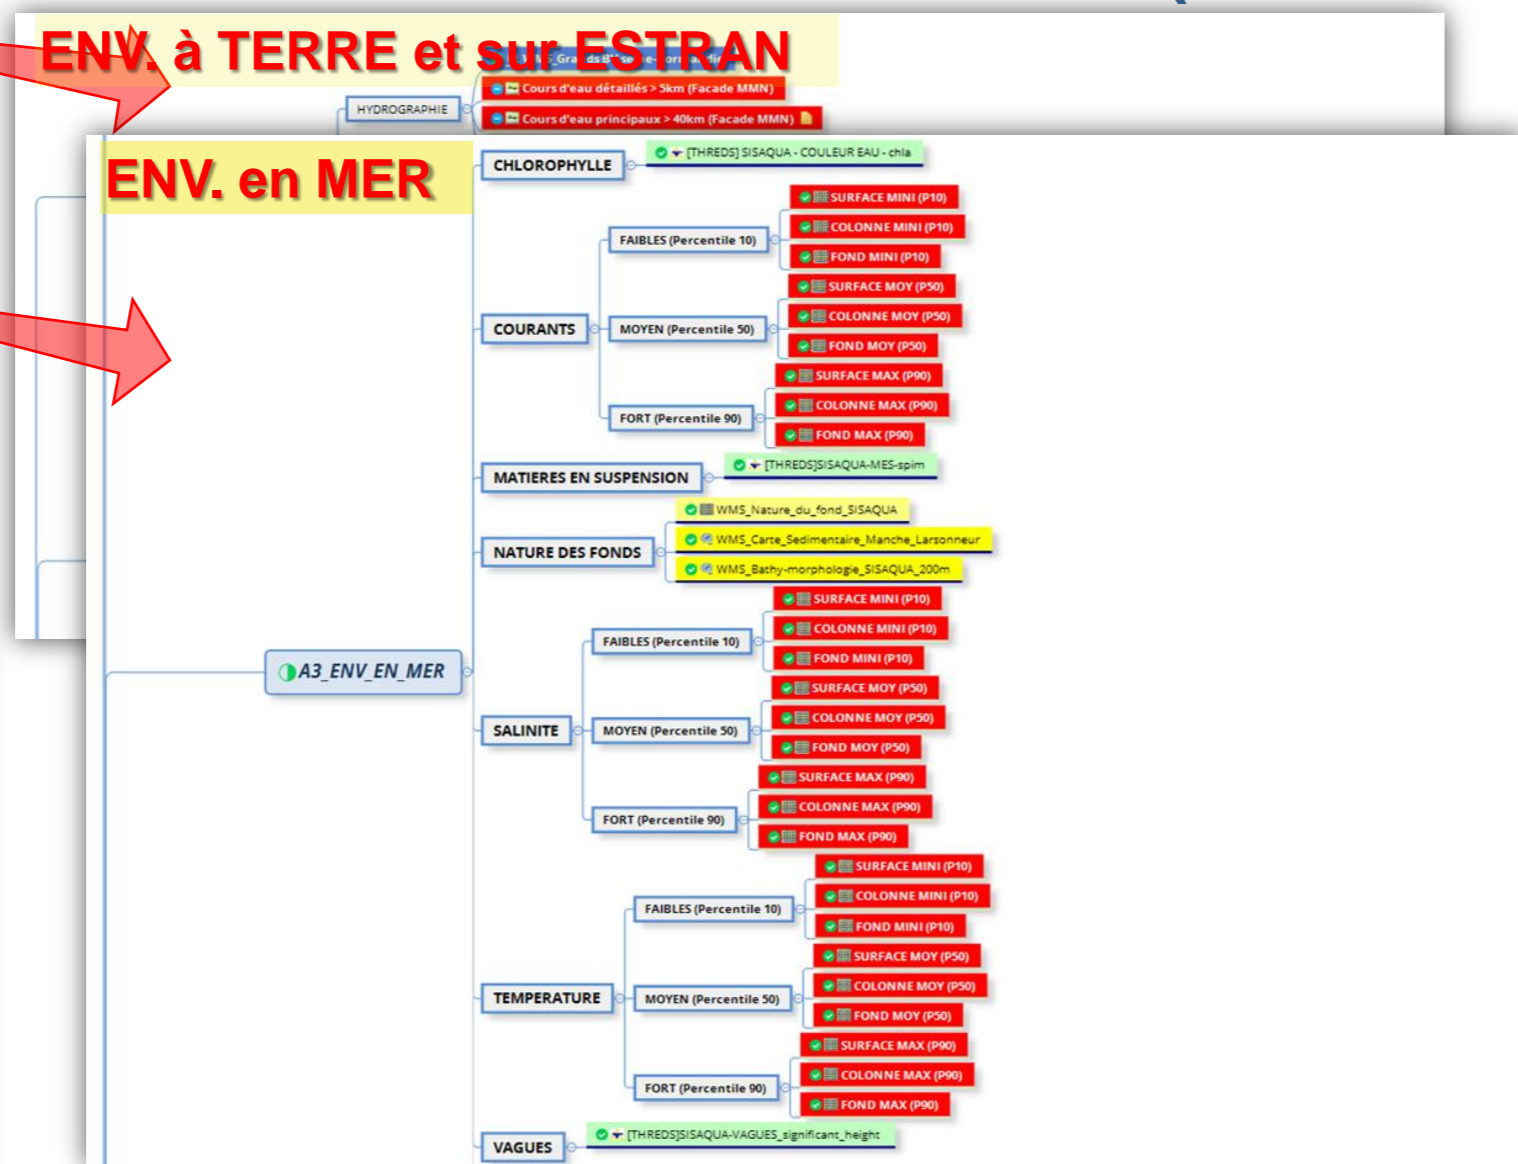 ENV. à TERRE et sur ESTRAN
HYDROGRAPHIE
Cours d'eau détaillés > 5km (Facade MMN)
Cours d'eau principaux > 40km (Facade MMN)
ENV. en MER
A3_ENV_EN_MER
CHLOROPHYLLE
[THREDS] SISAQUA - COULEUR EAU - chla
COURANTS
FAIBLES (Percentile 10)
SURFACE MINI (P10)
COLONNE MINI (P10)
FOND MINI (P10)
MOYEN (Percentile 50)
SURFACE MOY (P50)
COLONNE MOY (P50)
FOND MOY (P50)
FORT (Percentile 90)
SURFACE MAX (P90)
COLONNE MAX (P90)
FOND MAX (P90)
MATIERES EN SUSPENSION
[THREDS]SISAQUA-MES-spim
NATURE DES FONDS
WMS_Nature_du_fond_SISAQUA
WMS_Carte_Sedimentaire_Manche_Larsonneur
WMS_Bathy-morphologie_SISAQUA_200m
SALINITE
FAIBLES (Percentile 10)
SURFACE MINI (P10)
COLONNE MINI (P10)
FOND MINI (P10)
MOYEN (Percentile 50)
SURFACE MOY (P50)
COLONNE MOY (P50)
FOND MOY (P50)
FORT (Percentile 90)
SURFACE MAX (P90)
COLONNE MAX (P90)
FOND MAX (P90)
TEMPERATURE
FAIBLES (Percentile 10)
SURFACE MINI (P10)
COLONNE MINI (P10)
FOND MINI (P10)
MOYEN (Percentile 50)
SURFACE MOY (P50)
COLONNE MOY (P50)
FOND MOY (P50)
FORT (Percentile 90)
SURFACE MAX (P90)
COLONNE MAX (P90)
FOND MAX (P90)
VAGUES
[THREDS]SISAQUA-VAGUES_significant_height